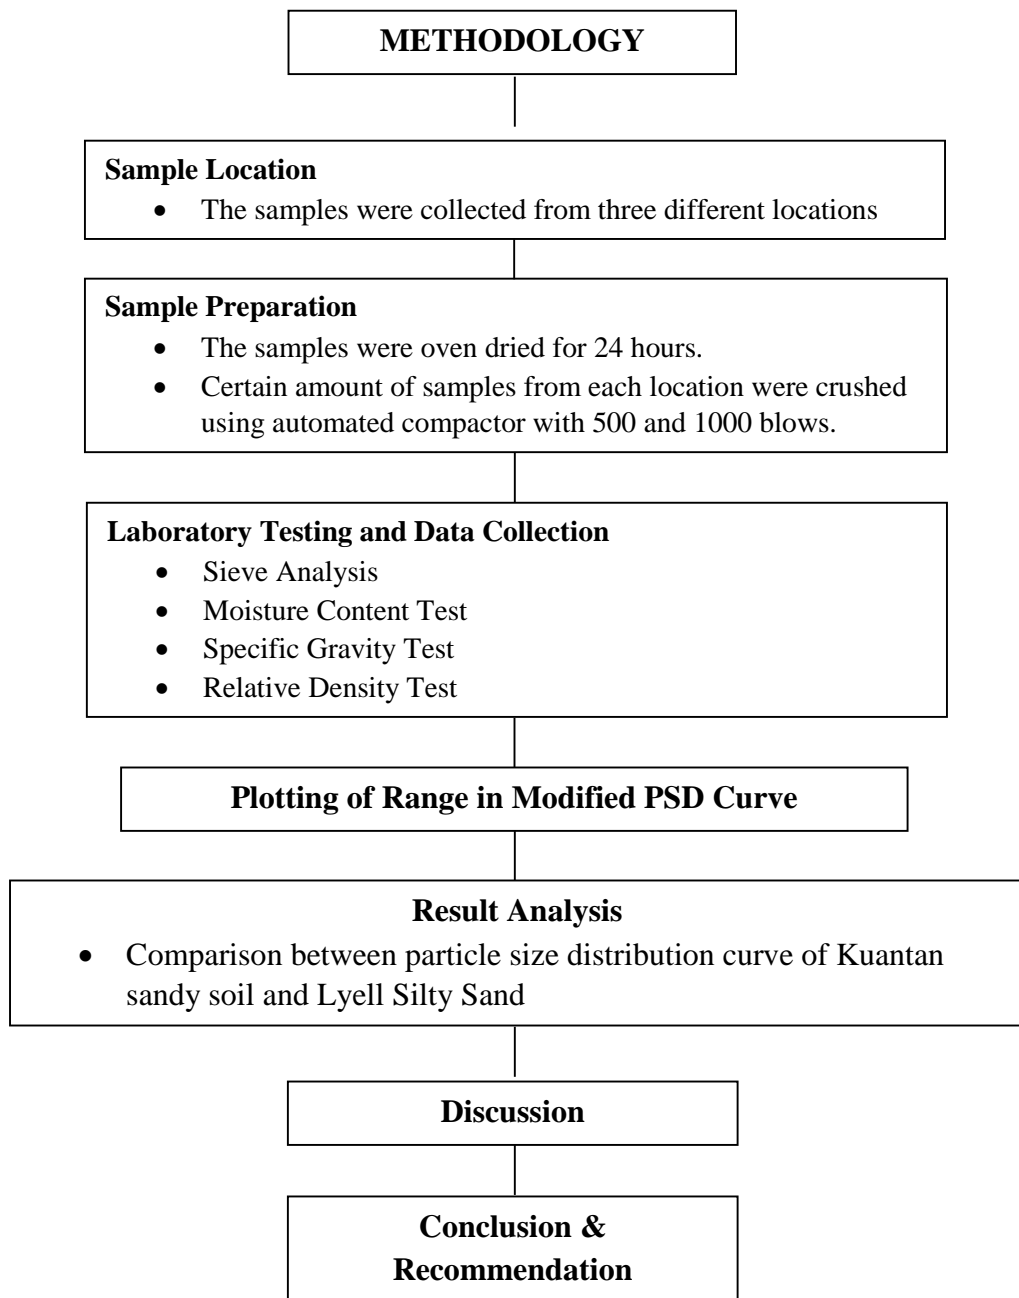 METHODOLOGY
Sample Location
• The samples were collected from three different locations
Sample Preparation
• The samples were oven dried for 24 hours.
• Certain amount of samples from each location were crushed
using automated compactor with 500 and 1000 blows.
Laboratory Testing and Data Collection
• Sieve Analysis
• Moisture Content Test
• Specific Gravity Test
• Relative Density Test
Plotting of Range in Modified PSD Curve
Result Analysis
• Comparison between particle size distribution curve of Kuantan
sandy soil and Lyell Silty Sand
Discussion
Conclusion &
Recommendation